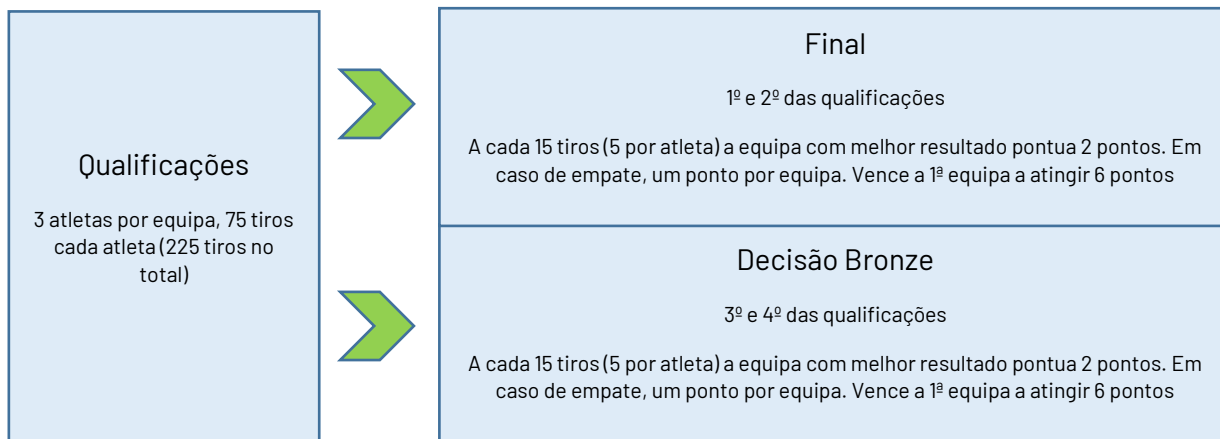 Qualificações
3 atletas por equipa, 75 tiros
cada atleta (225 tiros no
total)
Final
1º e 2º das qualificações
A cada 15 tiros (5 por atleta) a equipa com melhor resultado pontua 2 pontos. Em
caso de empate, um ponto por equipa. Vence a 1ª equipa a atingir 6 pontos
Decisão Bronze
3º e 4º das qualificações
A cada 15 tiros (5 por atleta) a equipa com melhor resultado pontua 2 pontos. Em
caso de empate, um ponto por equipa. Vence a 1ª equipa a atingir 6 pontos